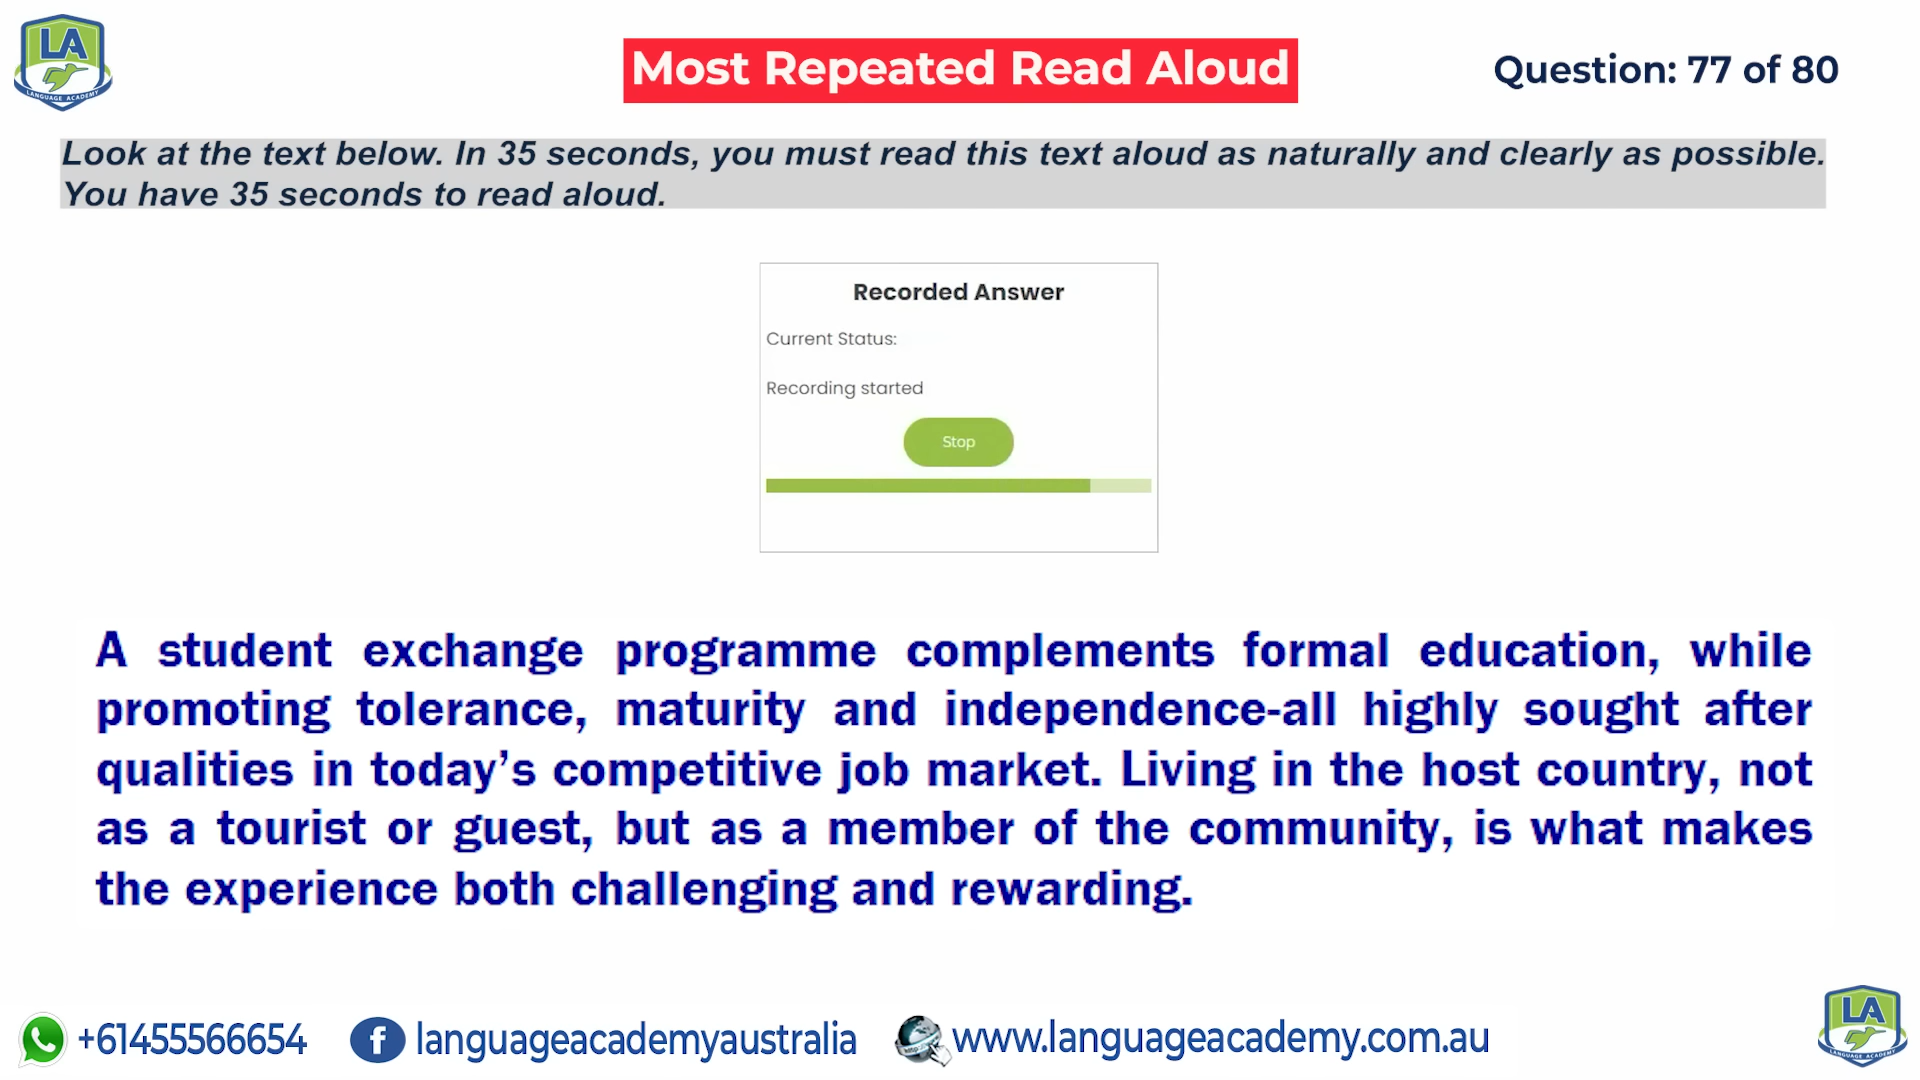 LA
LANGUAGE ACADEMY
Most Repeated Read Aloud
Question: 77 of 80
Look at the text below. In 35 seconds, you must read this text aloud as naturally and clearly as possible.
You have 35 seconds to read aloud.
Recorded Answer
Current Status:
Recording started
Stop
A student exchange programme complements formal education, while
promoting tolerance, maturity and independence-all highly sought after
qualities in today’s competitive job market. Living in the host country, not
as a tourist or guest, but as a member of the community, is what makes
the experience both challenging and rewarding.
+61455566654
f languageacademyaustralia
http www.languageacademy.com.au
LA
LANGUAGE ACADEMY